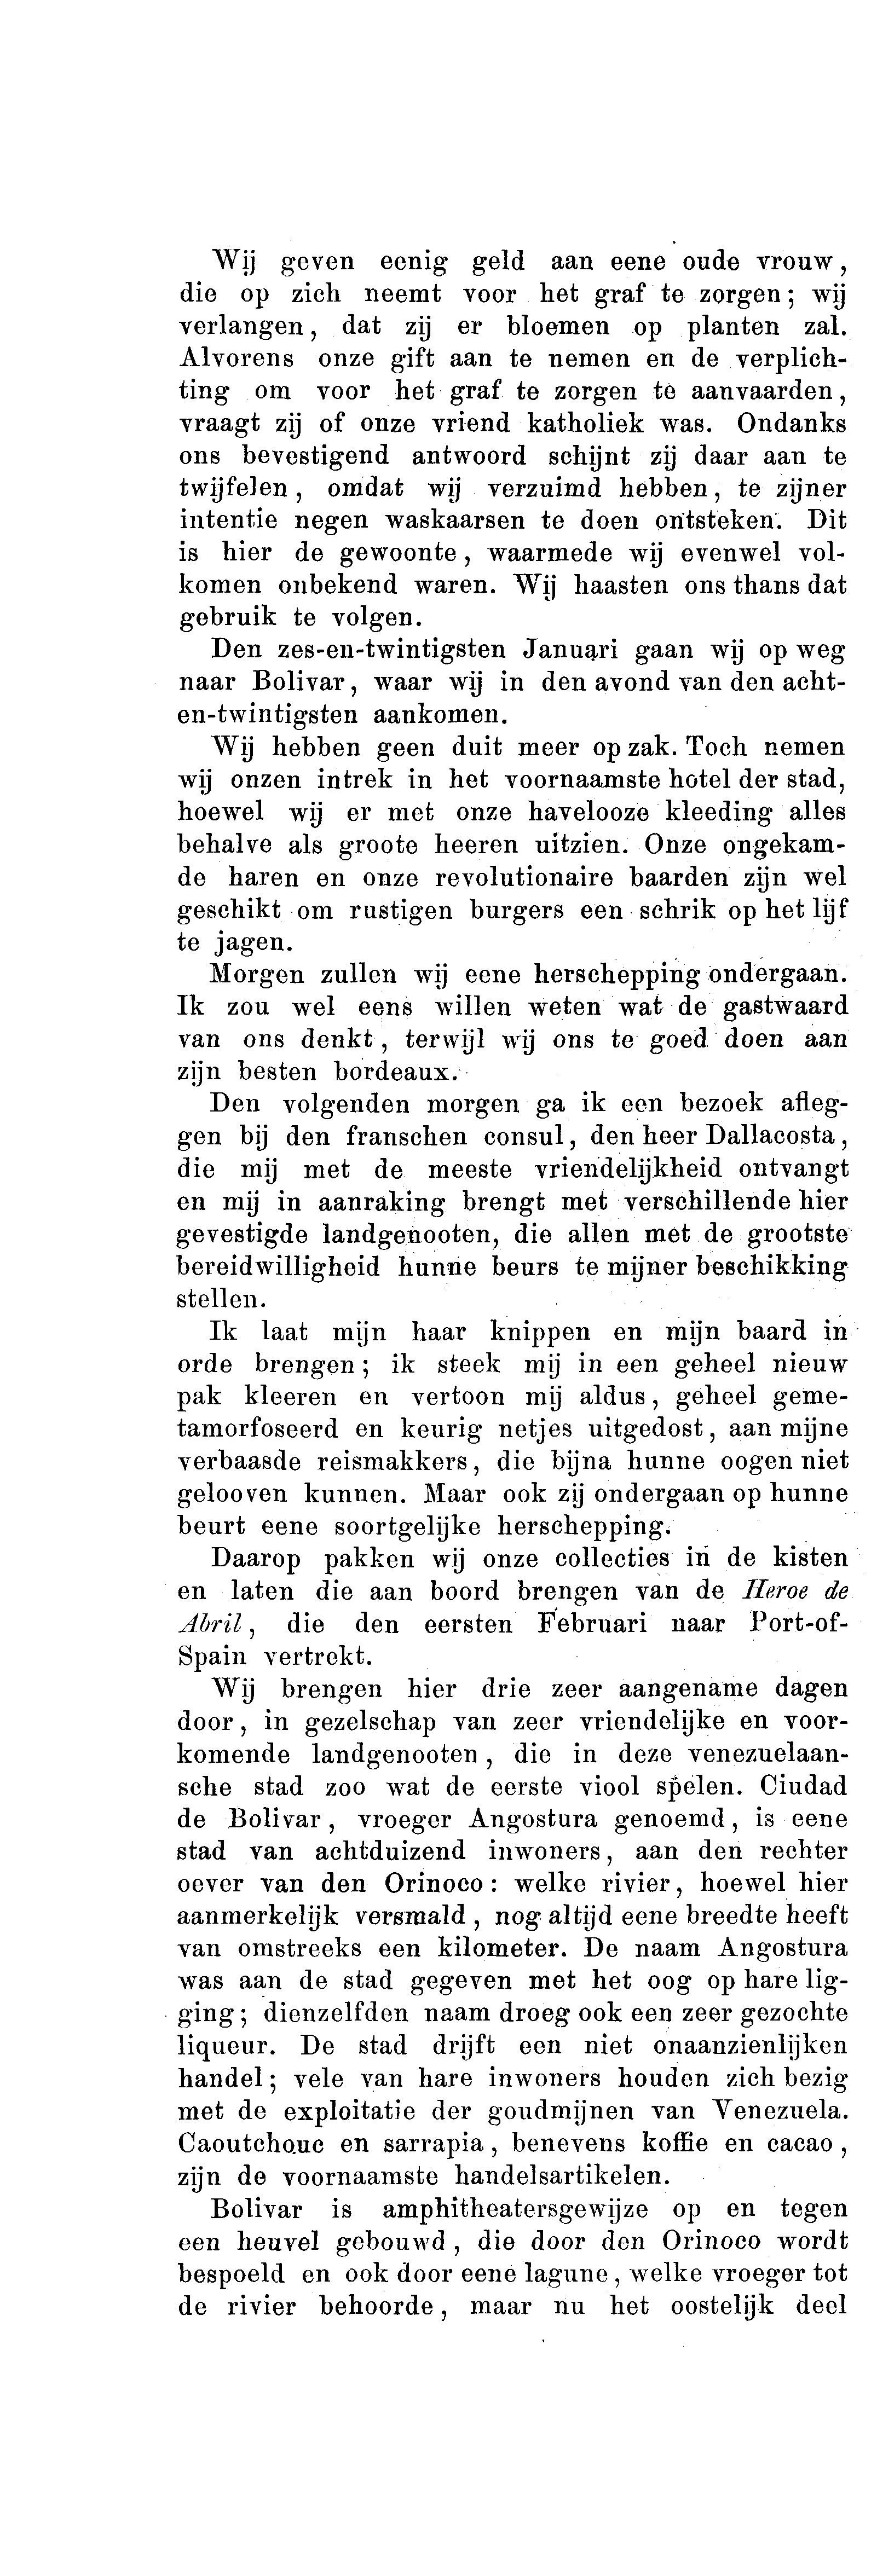 Wij geven eenig geld aan eene oude vrouw,
die op zich neemt voor het graf te zorgen; wij
verlangen, dat zij er bloemen op planten zal.
Alvorens onze gift aan te nemen en de verplich-
ting om voor het graf te zorgen te aanvaarden,
vraagt zij of onze vriend katholiek was. Ondanks
ons bevestigend antwoord schijnt zij daar aan te
twijfelen, omdat wij verzuimd hebben, te zijner
intentie negen waskaarsen te doen ontsteken. Dit
is hier de gewoonte, waarmede wij evenwel vol-
komen onbekend waren. Wij haasten ons thans dat
gebruik te volgen.
Den zes-en-twintigsten Januari gaan wij op weg
naar Bolivar, waar wij in den avond van den acht-
en-twintigsten aankomen.
Wij hebben geen duit meer op zak. Toch nemen
wij onzen intrek in het voornaamste hotel der stad,
hoewel wij er met onze havelooze kleeding alles
behalve als groote heeren uitzien. Onze ongekam-
de haren en onze revolutionaire baarden zijn wel
geschikt om rustigen burgers een schrik op het lijf
te jagen.
Morgen zullen wij eene herschepping ondergaan.
Ik zou wel eens willen weten wat de gastwaard
van ons denkt, terwijl wij ons te goed doen aan
zijn besten bordeaux.
Den volgenden morgen ga ik een bezoek afleg-
gen bij den franschen consul, den heer Dallacosta,
die mij met de meeste vriendelijkheid ontvangt
en mij in aanraking brengt met verschillende hier
gevestigde landgenooten, die allen met de grootste
bereidwilligheid hunne beurs te mijner beschikking
stellen.
Ik laat mijn haar knippen en mijn baard in
orde brengen; ik steek mij in een geheel nieuw
pak kleeren en vertoon mij aldus, geheel geme-
tamorfoseerd en keurig netjes uitgedost, aan mijne
verbaasde reismakkers, die bijna hunne oogen niet
gelooven kunnen. Maar ook zij ondergaan op hunne
beurt eene soortgelijke herschepping.
Daarop pakken wij onze collecties in de kisten
en laten die aan boord brengen van de Heroe de
Abril, die den eersten Februari naar Port-of-
Spain vertrekt.
Wij brengen hier drie zeer aangename dagen
door, in gezelschap van zeer vriendelijke en voor-
komende landgenooten, die in deze venezuelaan-
sche stad zoo wat de eerste viool spelen. Ciudad
de Bolivar, vroeger Angostura genoemd, is eene
stad van achtduizend inwoners, aan den rechter
oever van den Orinoco: welke rivier, hoewel hier
aanmerkelijk versmald, nog altijd eene breedte heeft
van omstreeks een kilometer. De naam Angostura
was aan de stad gegeven met het oog op hare lig-
ging; dienzelfden naam droeg ook een zeer gezochte
liqueur. De stad drijft een niet onaanzienlijken
handel; vele van hare inwoners houden zich bezig
met de exploitatie der goudmijnen van Venezuela.
Caoutchouc en sarrapia, benevens koffie en cacao,
zijn de voornaamste handelsartikelen.
Bolivar is amphitheatersgewijze op en tegen
een heuvel gebouwd, die door den Orinoco wordt
bespoeld en ook door eene lagune, welke vroeger tot
de rivier behoorde, maar nu het oostelijk deel